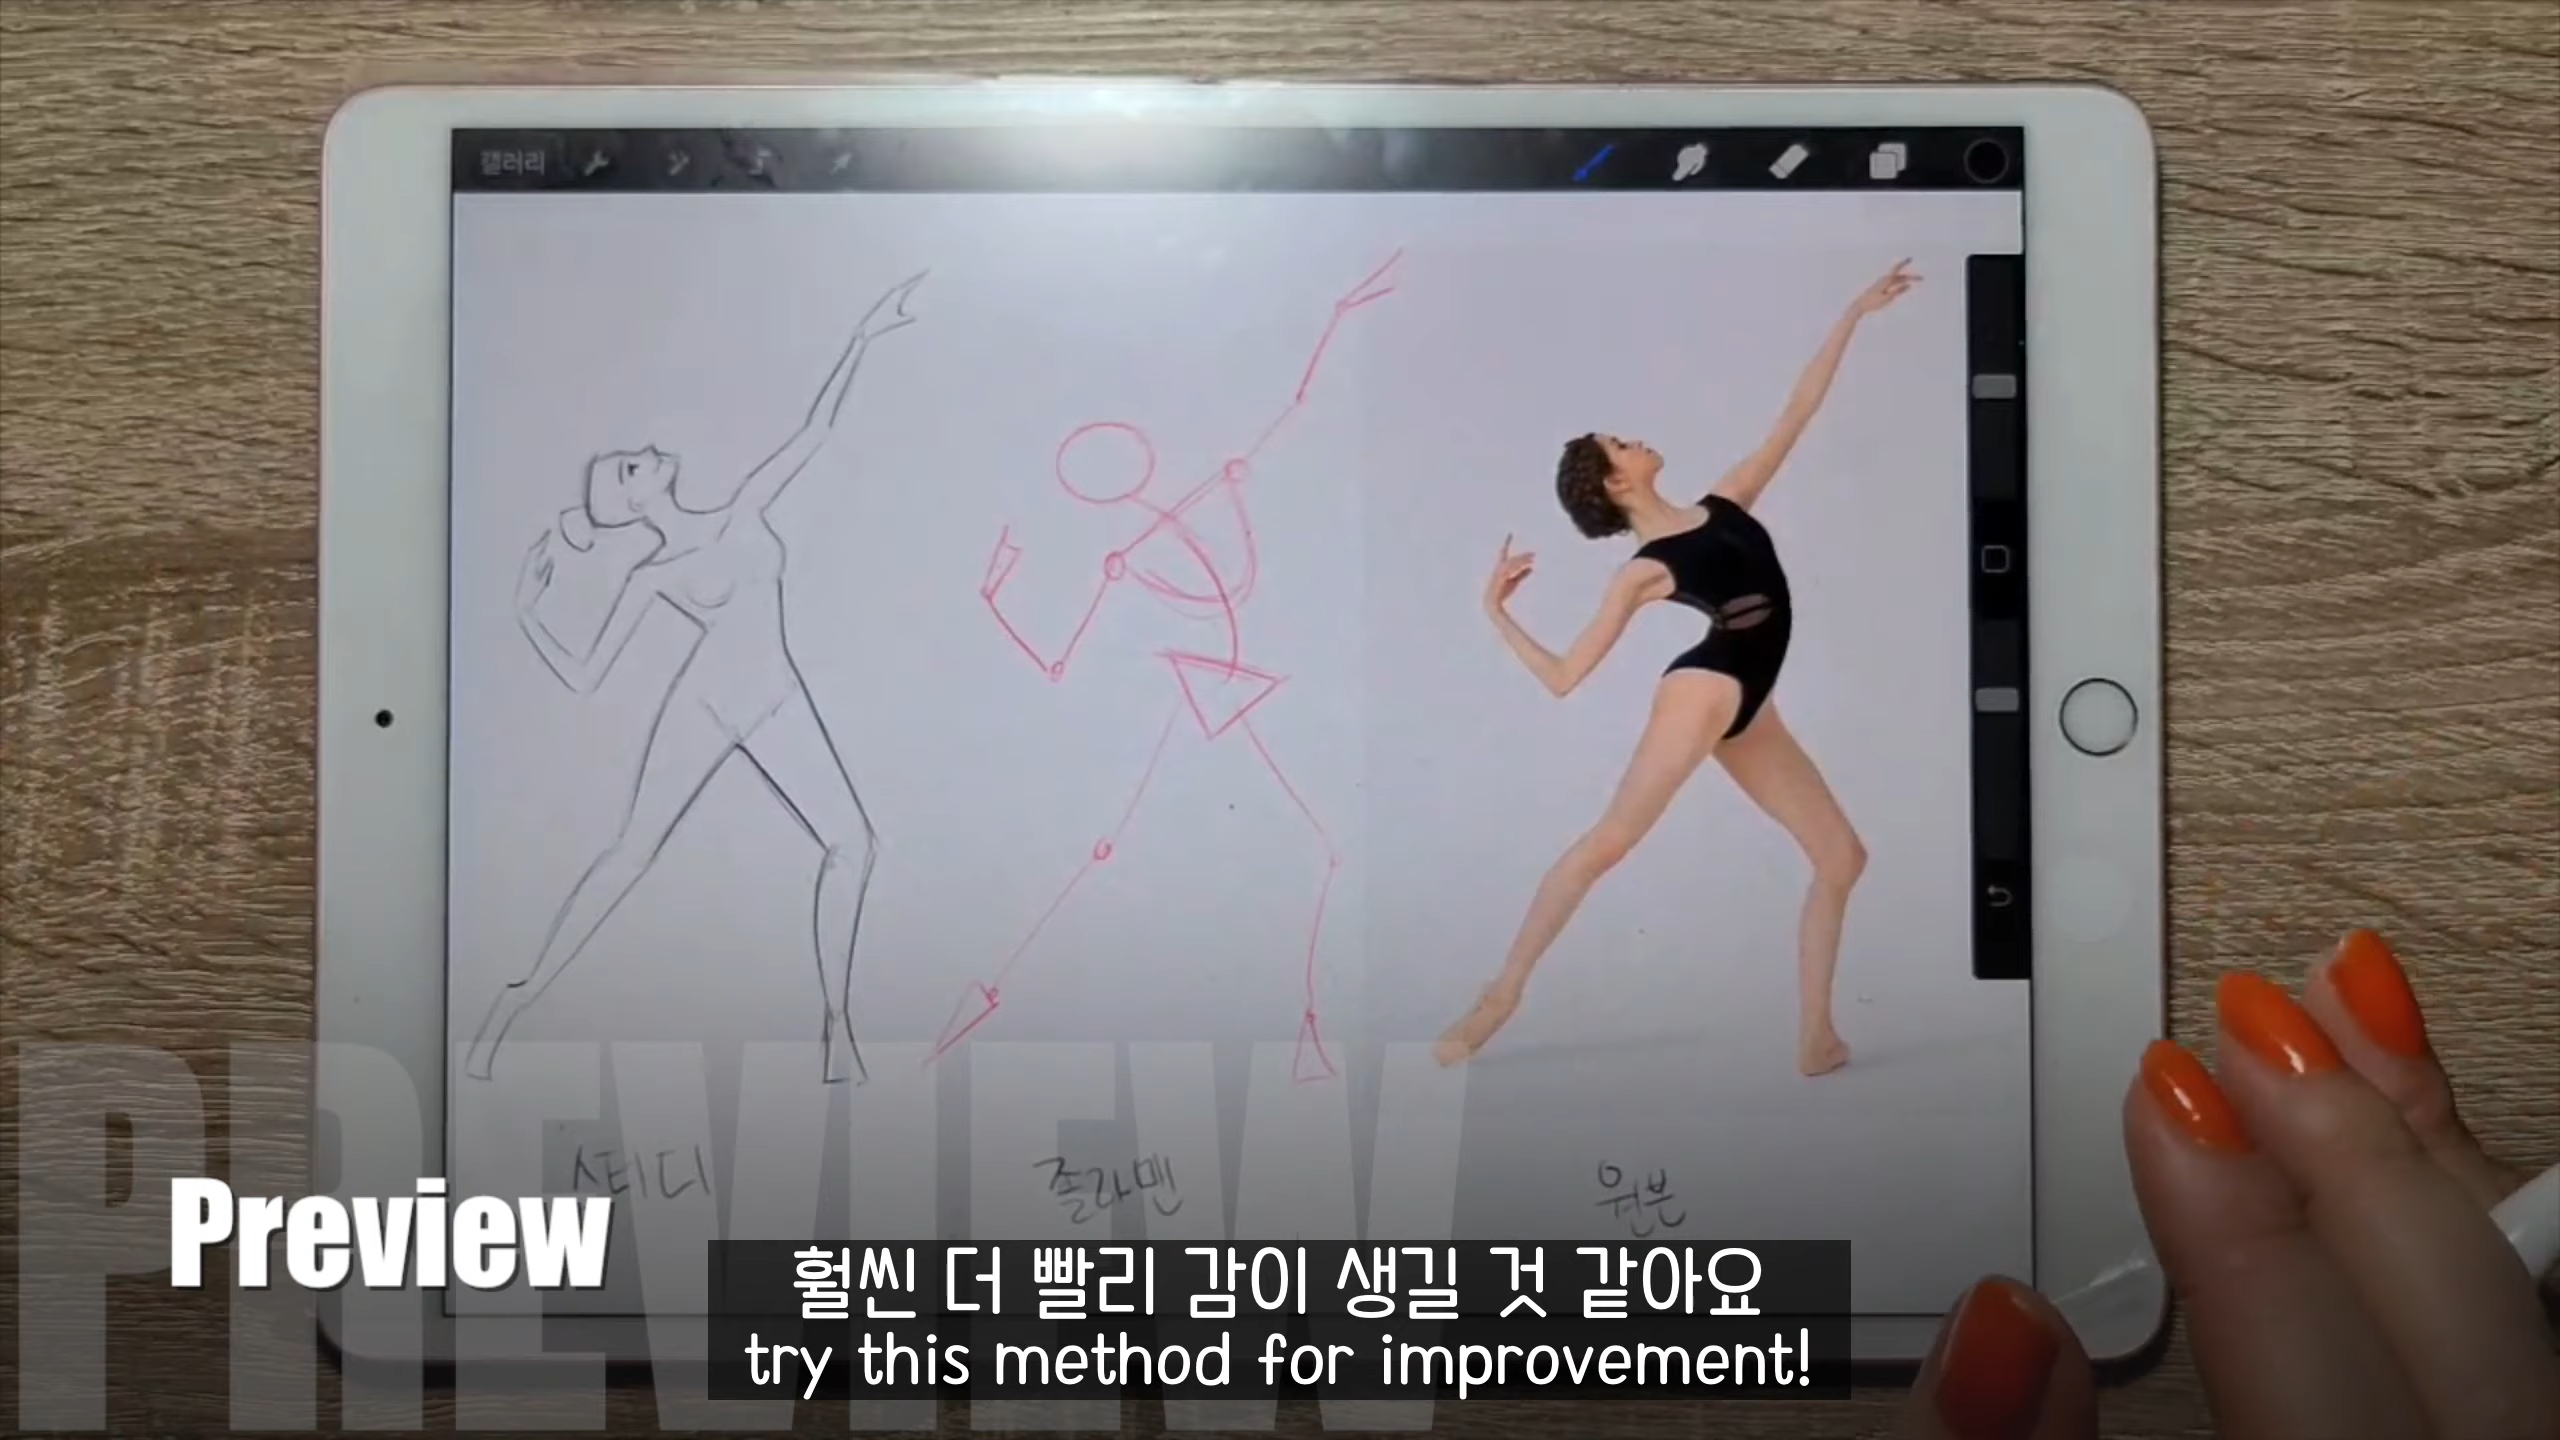 갤러리
스터디
졸라맨
원본
PREVIEW
Preview
훨씬 더 빨리 감이 생길 것 같아요
try this method for improvement!